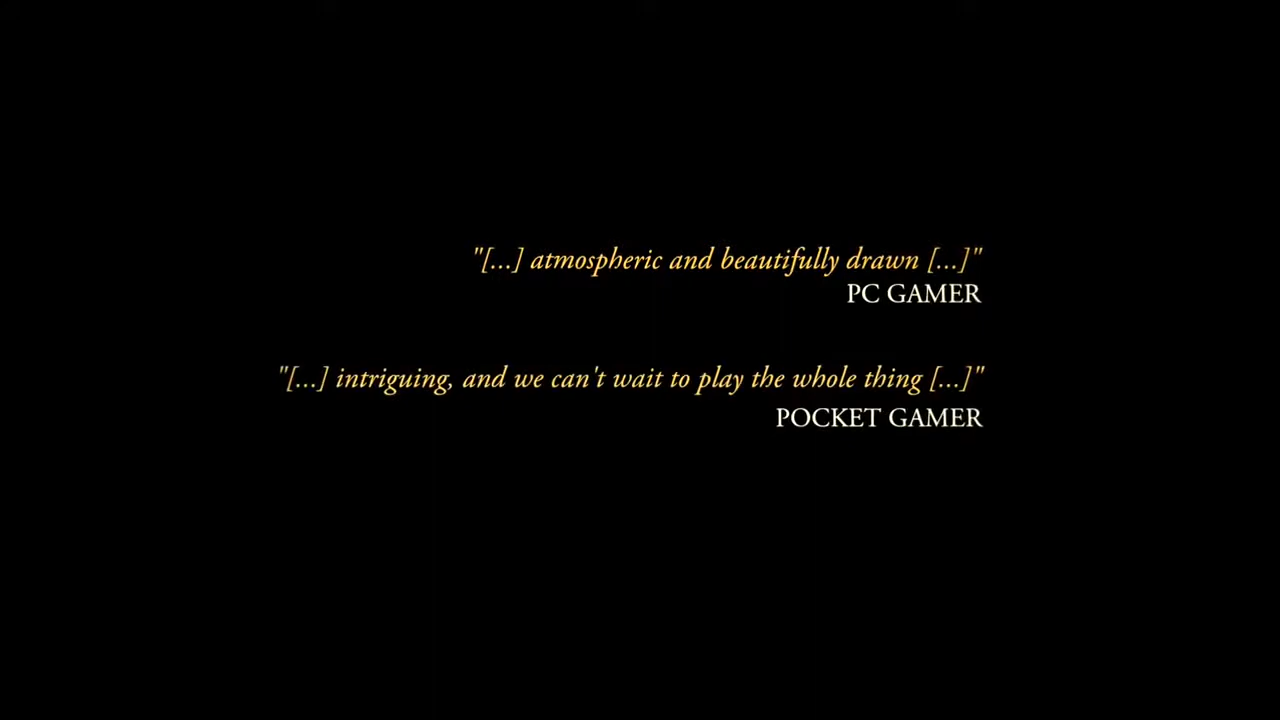 "[...] atmospheric and beautifully drawn [...]"
PC GAMER
"[...] intriguing, and we can't wait to play the whole thing [...]"
POCKET GAMER